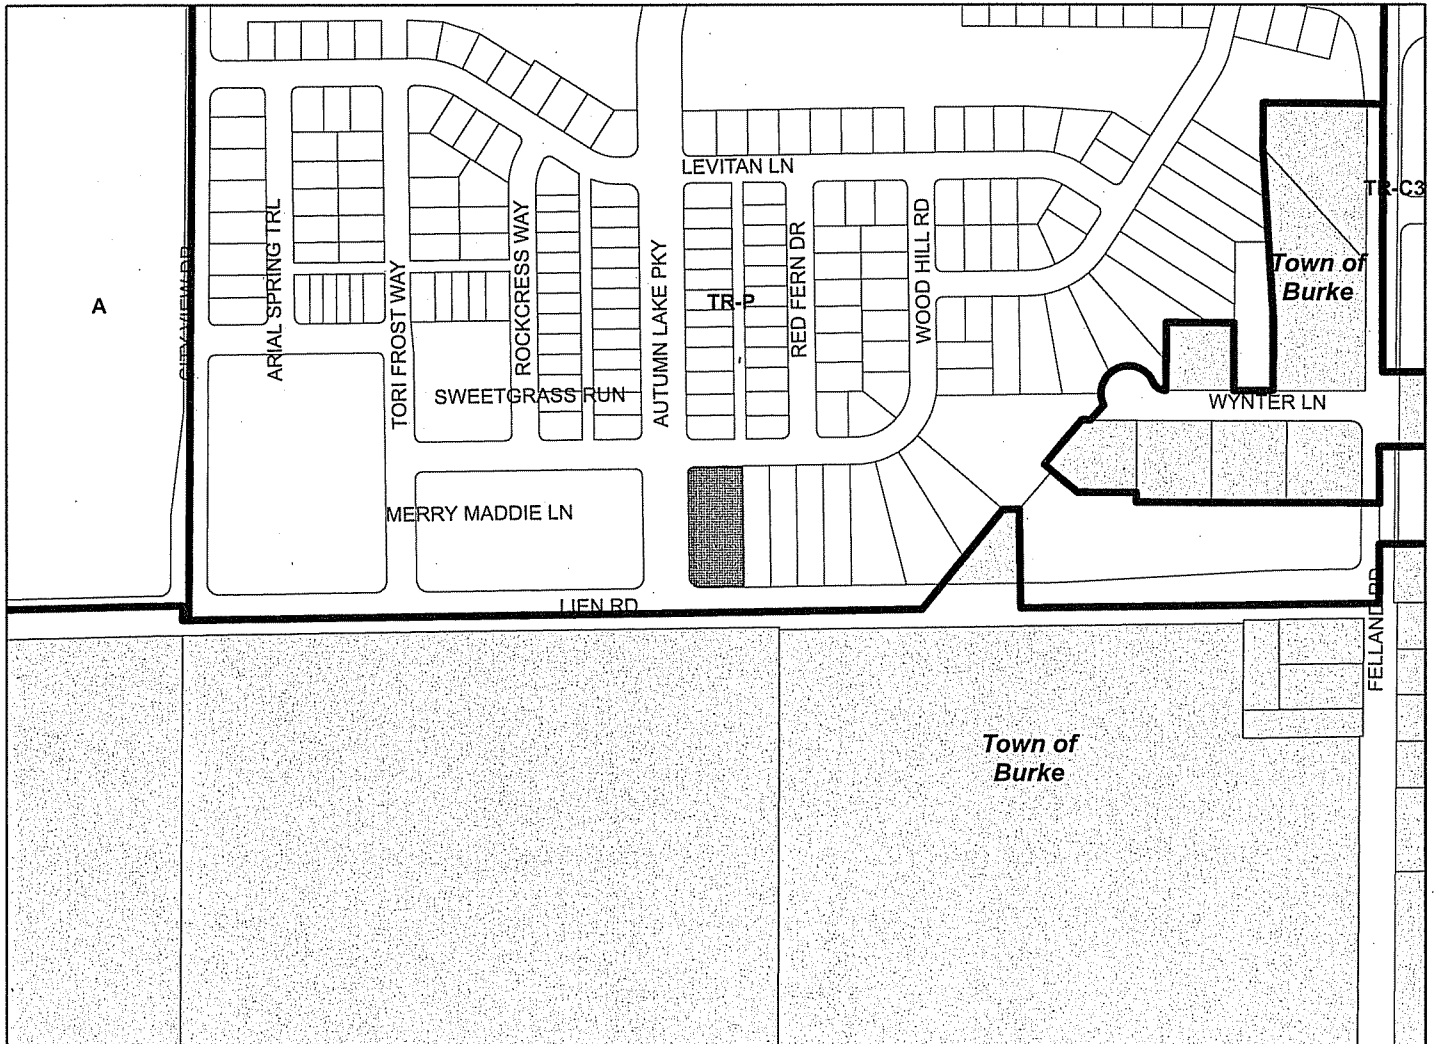 LEVITAN LN
TR-C3
A
CITY VIEW DR
ARIAL SPRING TRL
TORI FROST WAY
ROCKCRESS WAY
AUTUMN LAKE PKY
TR-P
RED FERN DR
WOOD HILL RD
Town of
Burke
SWEETGRASS RUN
WYNTER LN
MERRY MADDIE LN
LIEN RD
FELLAND RD
Town of
Burke